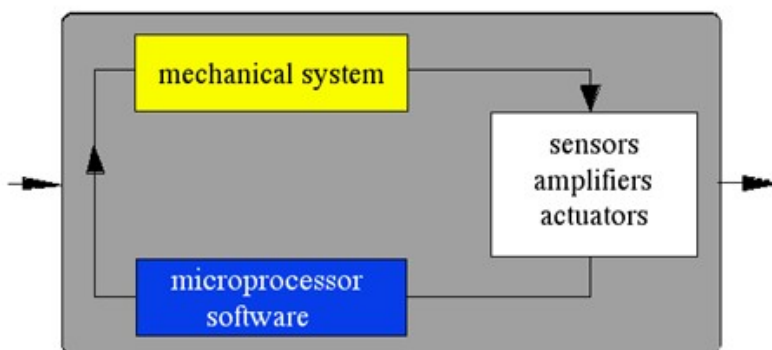 mechanical system
sensors
amplifiers
actuators
microprocessor
software